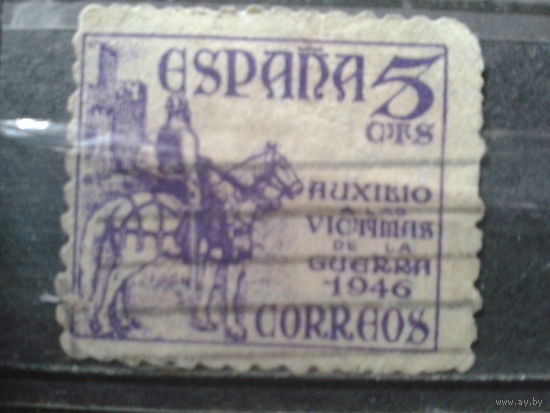 ESPAÑA 5
CTS
AUXILIO
A LAS
VICTIMAS
DE LA
GUERRA
1946
CORREOS
www.ay.by